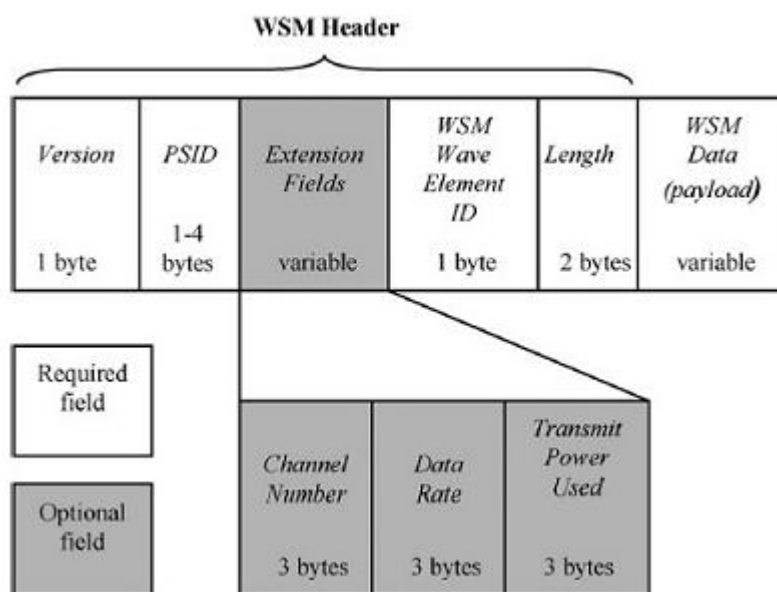 WSM Header
Version
1 byte
PSID
1-4
bytes
Extension
Fields
variable
WSM
Wave
Element
ID
1 byte
Length
2 bytes
WSM
Data
(payload)
variable
Required
field
Optional
field
Channel
Number
3 bytes
Data
Rate
3 bytes
Transmit
Power
Used
3 bytes